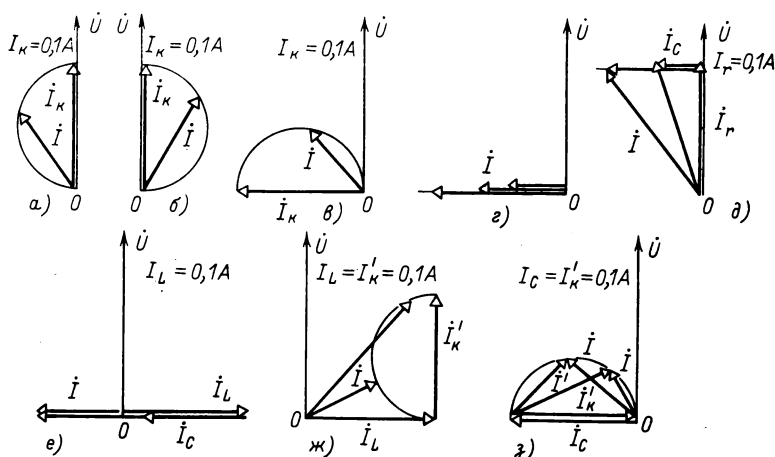 U̇ U̇ U̇ U̇ U̇
Iк=0,1A Iк=0,1A Iк=0,1A İc Ir=0,1A
İк İк İ İ İ İr
İ İ İк
а) 0 б) 0 в) 0 г) 0 0 д)
U̇ U̇ U̇
IL=0,1A IL=I'к=0,1A Ic=I'к=0,1A
İ İL İ İ'к İ İ
İ' İ'к
е) 0 İc 0 ж) İL з) İc 0